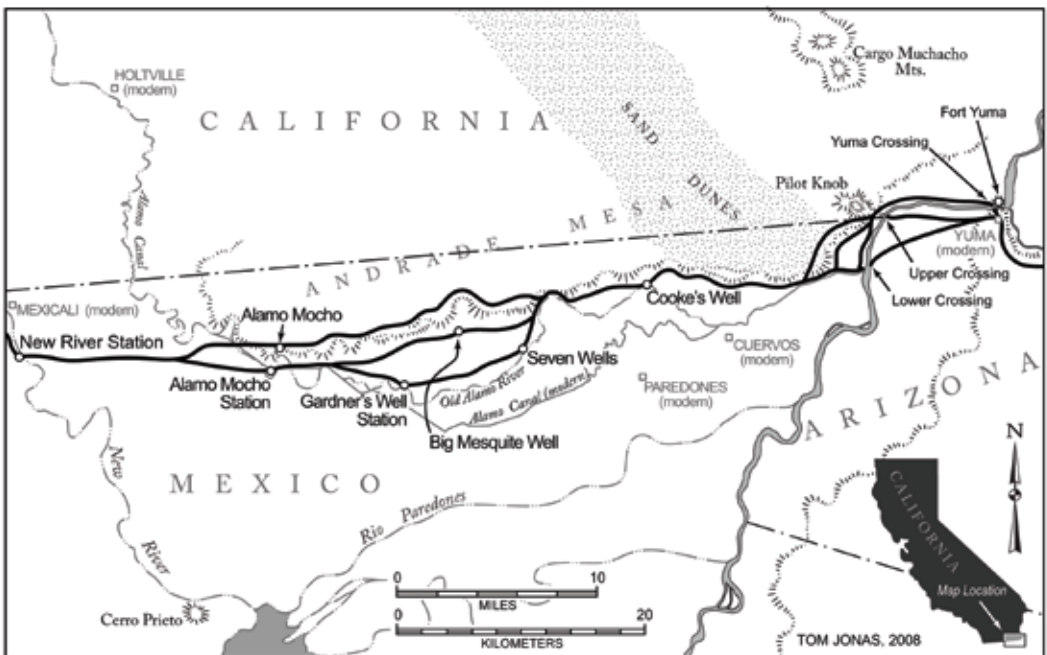 Cargo Muchacho
Mts.
HOLTVILLE
(modern)
CALIFORNIA
SAND
DUNES
Fort Yuma
Yuma Crossing
Pilot Knob
Alamo Canal
ANDRADE MESA
YUMA
(modern)
Upper Crossing
Lower Crossing
MEXICALI (modern)
Alamo Mocho
Cooke's Well
New River Station
CUERVOS
(modern)
Seven Wells
Alamo Mocho
Station
Gardner's Well
Station
Old Alamo River
Alamo Canal (modern)
PAREDONES
(modern)
Big Mesquite Well
ARIZONA
N
MEXICO
New
River
Rio Paredones
CALIFORNIA
Map Location
0 10
MILES
0 20
KILOMETERS
Cerro Prieto
TOM JONAS, 2008